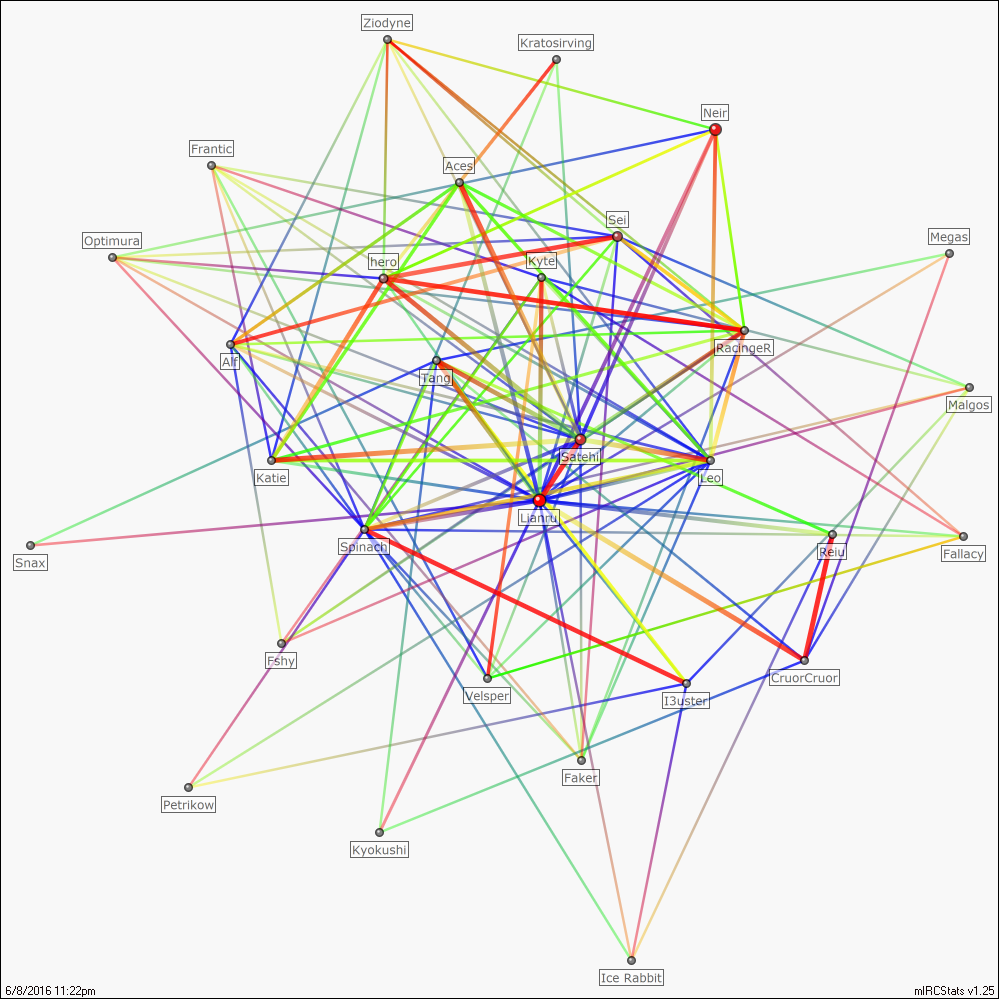 Ziodyne
Kratosirving
Neir
Frantic
Aces
Sei
Optimura
Megas
hero
Kyte
RacingeR
Alf
Tang
Malgos
Satehi
Katie
Leo
Lianru
Spinach
Reiu
Fallacy
Snax
Fshy
CruorCruor
Velsper
I3uster
Faker
Petrikow
Kyokushi
Ice Rabbit
6/8/2016 11:22pm
mIRCStats v1.25